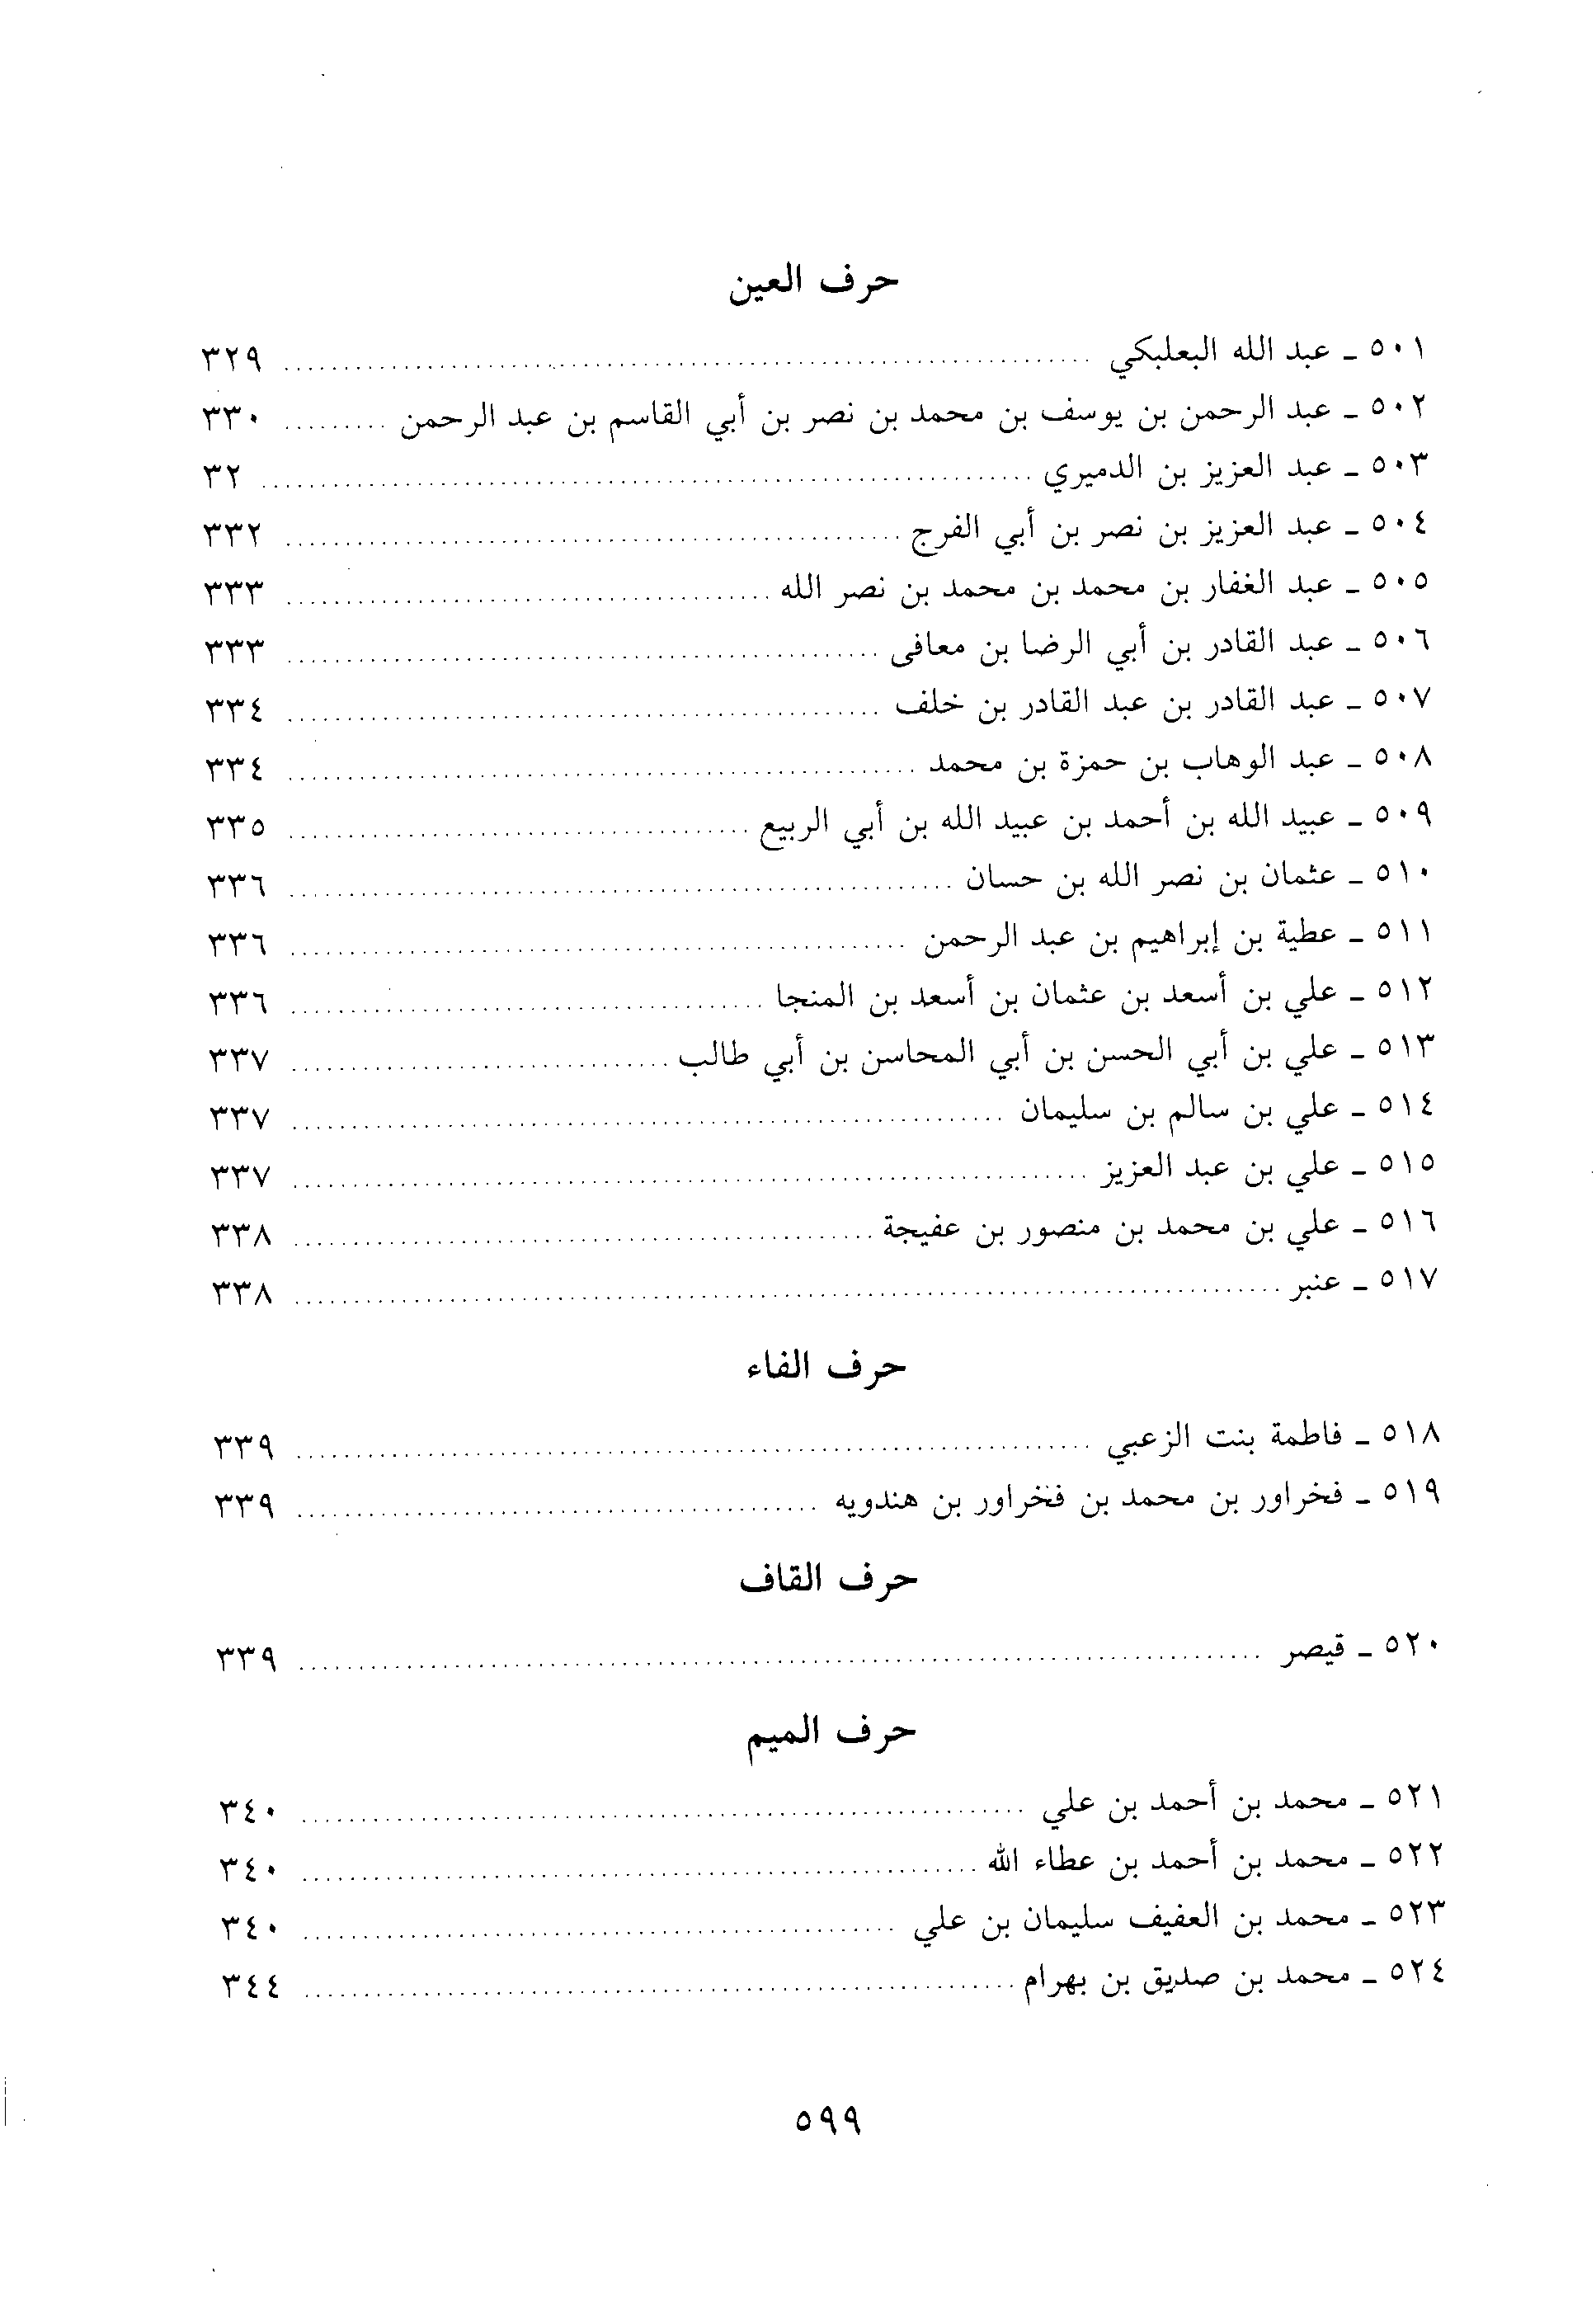 حرف العين
٥٠١ ـ عبد الله البعلبكي ........ ٣٢٩
٥٠٢ ـ عبد الرحمن بن يوسف بن محمد بن نصر بن أبي القاسم بن عبد الرحمن ........ ٣٣٠
٥٠٣ ـ عبد العزيز بن الدميري ........ ٣٢
٥٠٤ ـ عبد العزيز بن نصر بن أبي الفرج ........ ٣٣٢
٥٠٥ ـ عبد الغفار بن محمد بن محمد بن نصر الله ........ ٣٣٣
٥٠٦ ـ عبد القادر بن أبي الرضا بن معافى ........ ٣٣٣
٥٠٧ ـ عبد القادر بن عبد القادر بن خلف ........ ٣٣٤
٥٠٨ ـ عبد الوهاب بن حمزة بن محمد ........ ٣٣٤
٥٠٩ ـ عبيد الله بن أحمد بن عبيد الله بن أبي الربيع ........ ٣٣٥
٥١٠ ـ عثمان بن نصر الله بن حسان ........ ٣٣٦
٥١١ ـ عطية بن إبراهيم بن عبد الرحمن ........ ٣٣٦
٥١٢ ـ علي بن أسعد بن عثمان بن أسعد بن المنجا ........ ٣٣٦
٥١٣ ـ علي بن أبي الحسن بن أبي المحاسن بن أبي طالب ........ ٣٣٧
٥١٤ ـ علي بن سالم بن سليمان ........ ٣٣٧
٥١٥ ـ علي بن عبد العزيز ........ ٣٣٧
٥١٦ ـ علي بن محمد بن منصور بن عفيجة ........ ٣٣٨
٥١٧ ـ عنبر ........ ٣٣٨
حرف الفاء
٥١٨ ـ فاطمة بنت الزعبي ........ ٣٣٩
٥١٩ ـ فخراور بن محمد بن فخراور بن هندويه ........ ٣٣٩
حرف القاف
٥٢٠ ـ قيصر ........ ٣٣٩
حرف الميم
٥٢١ ـ محمد بن أحمد بن علي ........ ٣٤٠
٥٢٢ ـ محمد بن أحمد بن عطاء الله ........ ٣٤٠
٥٢٣ ـ محمد بن العفيف سليمان بن علي ........ ٣٤٠
٥٢٤ ـ محمد بن صديق بن بهرام ........ ٣٤٤
٥٩٩